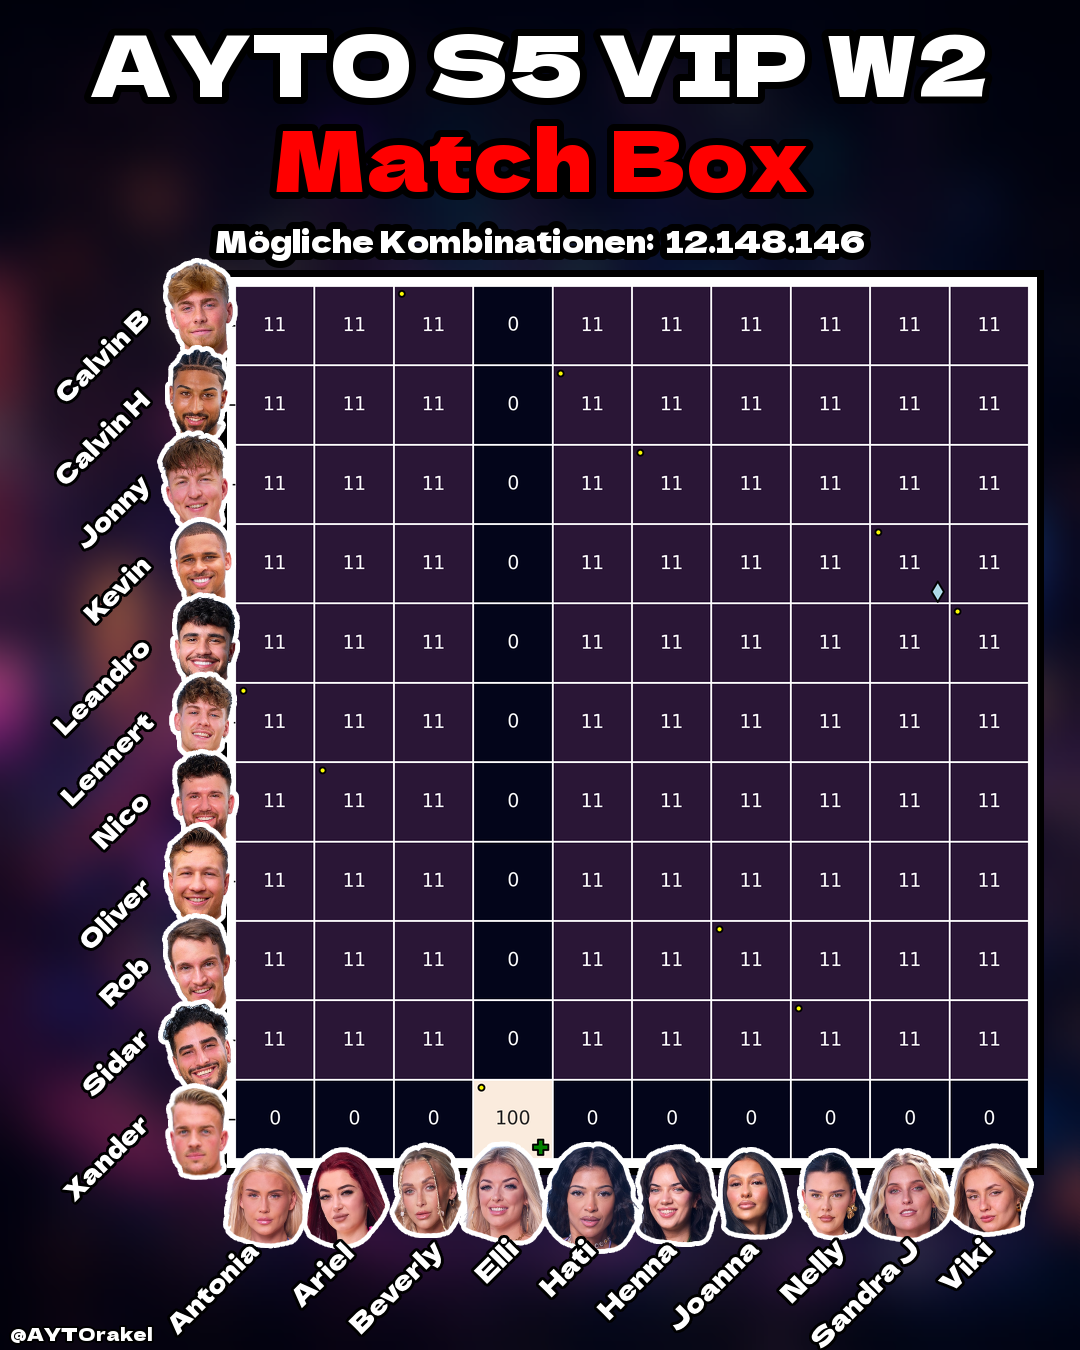 AYTO S5 VIP W2
Match Box
Mögliche Kombinationen: 12.148.146
Calvin B 11 11 11 0 11 11 11 11 11 11
Calvin H 11 11 11 0 11 11 11 11 11 11
Jonny 11 11 11 0 11 11 11 11 11 11
Kevin 11 11 11 0 11 11 11 11 11 11
Leandro 11 11 11 0 11 11 11 11 11 11
Lennert 11 11 11 0 11 11 11 11 11 11
Nico 11 11 11 0 11 11 11 11 11 11
Oliver 11 11 11 0 11 11 11 11 11 11
Rob 11 11 11 0 11 11 11 11 11 11
Sidar 11 11 11 0 11 11 11 11 11 11
Xander 0 0 0 100 0 0 0 0 0 0
Antonia Ariel Beverly Elli Hati Henna Joanna Nelly Sandra J Viki
@AYTOrakel